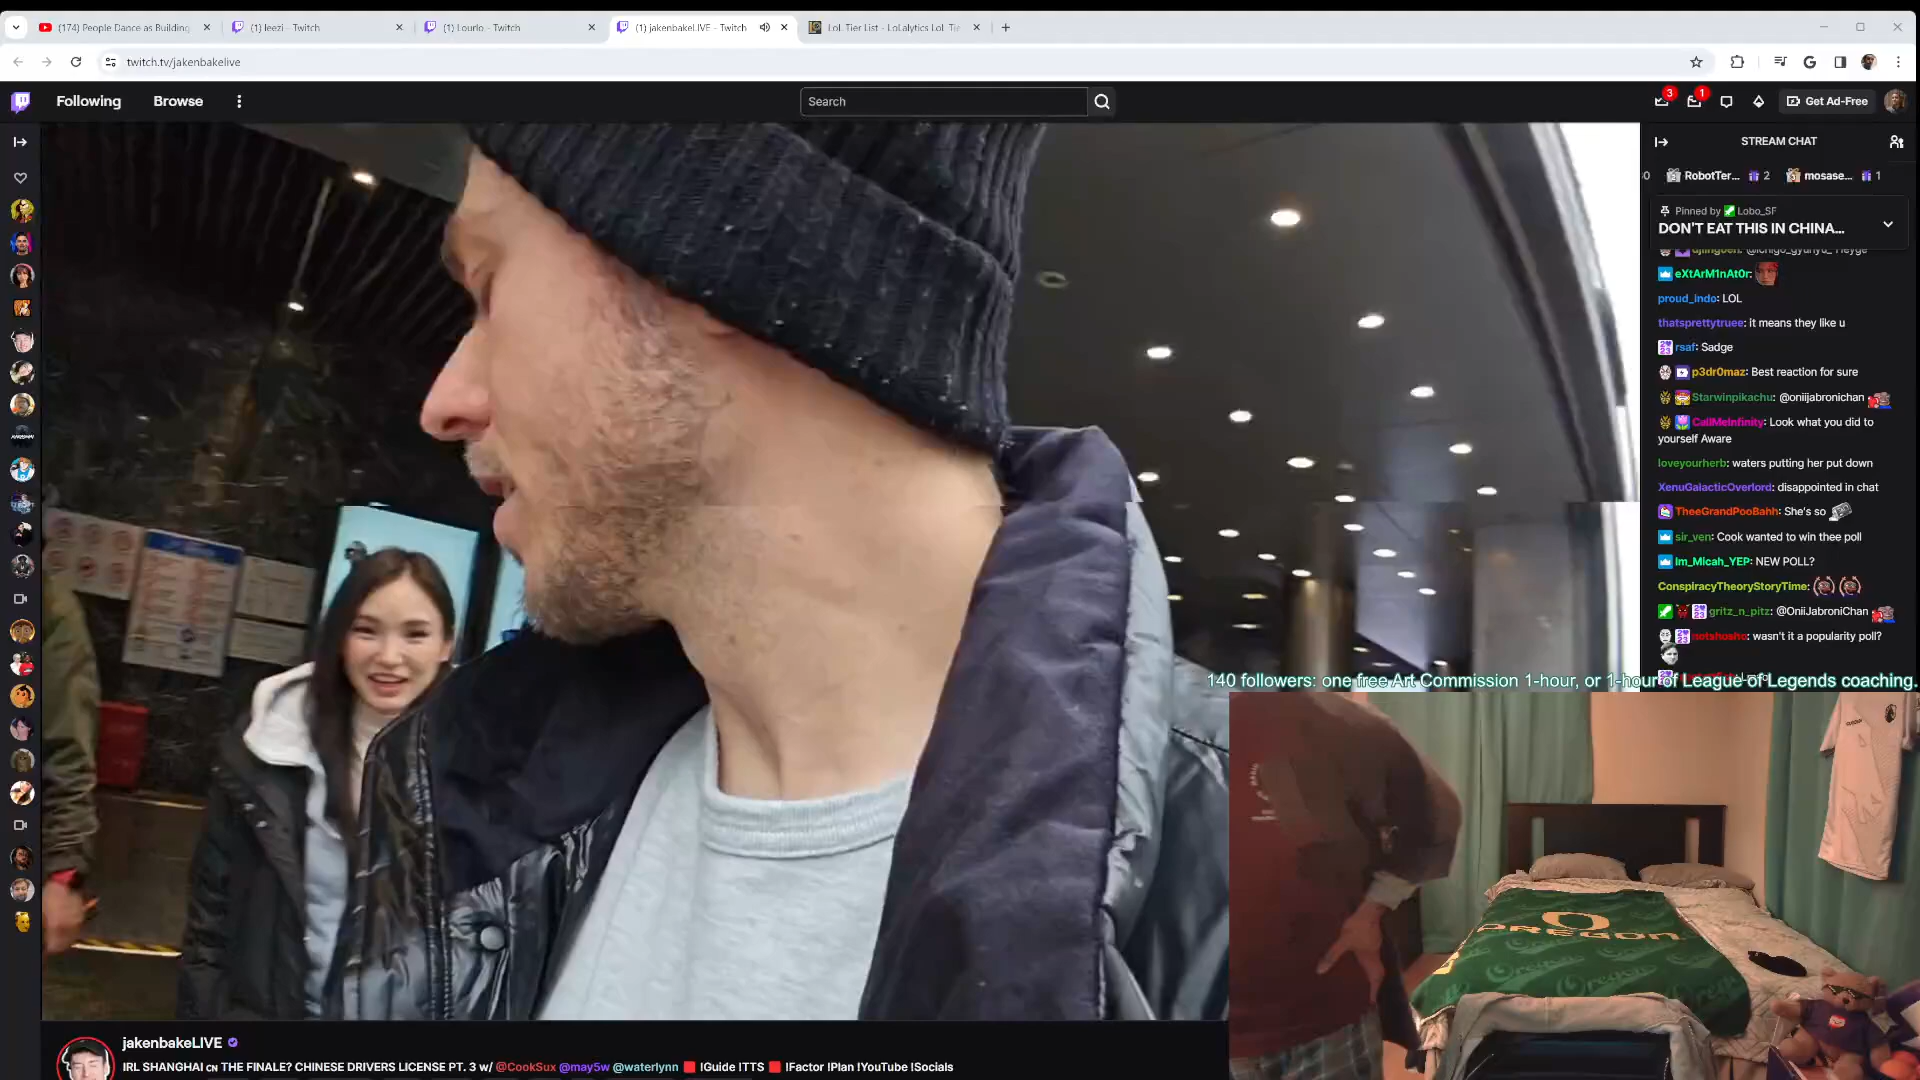 (174) People Dance as Building
(1) leezi - Twitch
(1) Lourlo - Twitch
(1) jakenbakeLIVE - Twitch
LoL Tier List - LoLalytics LoL Tie
twitch.tv/jakenbakelive
Following
Browse
Search
3
1
Get Ad-Free
STREAM CHAT
RobotTer... 2
mosase... 1
Pinned by Lobo_SF
DON'T EAT THIS IN CHINA...
eXtArM1nAt0r:
proud_indo: LOL
thatsprettytruee: it means they like u
rsaf: Sadge
p3dr0maz: Best reaction for sure
Starwinpikachu: @oniijabronichan
CallMeInfinity: Look what you did to
yourself Aware
loveyourherb: waters putting her put down
XenuGalacticOverlord: disappointed in chat
TheeGrandPooBahh: She's so
sir_ven: Cook wanted to win thee poll
Im_Micah_YEP: NEW POLL?
ConspiracyTheoryStoryTime:
gritz_n_pitz: @OniiJabroniChan
notshosho: wasn't it a popularity poll?
140 followers: one free Art Commission 1-hour, or 1-hour of League of Legends coaching.
OREGON
jakenbakeLIVE
IRL SHANGHAI CN THE FINALE? CHINESE DRIVERS LICENSE PT. 3 w/ @CookSux @may5w @waterlynn !Guide !TTS !Factor !Plan !YouTube !Socials